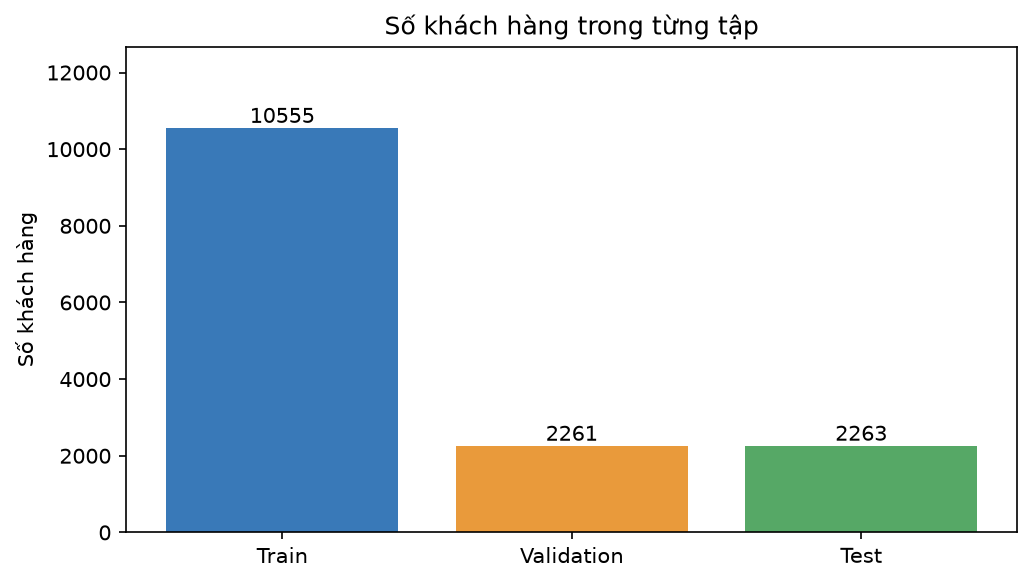 Số khách hàng trong từng tập
Số khách hàng
12000
10000
8000
6000
4000
2000
0
10555
2261
2263
Train
Validation
Test